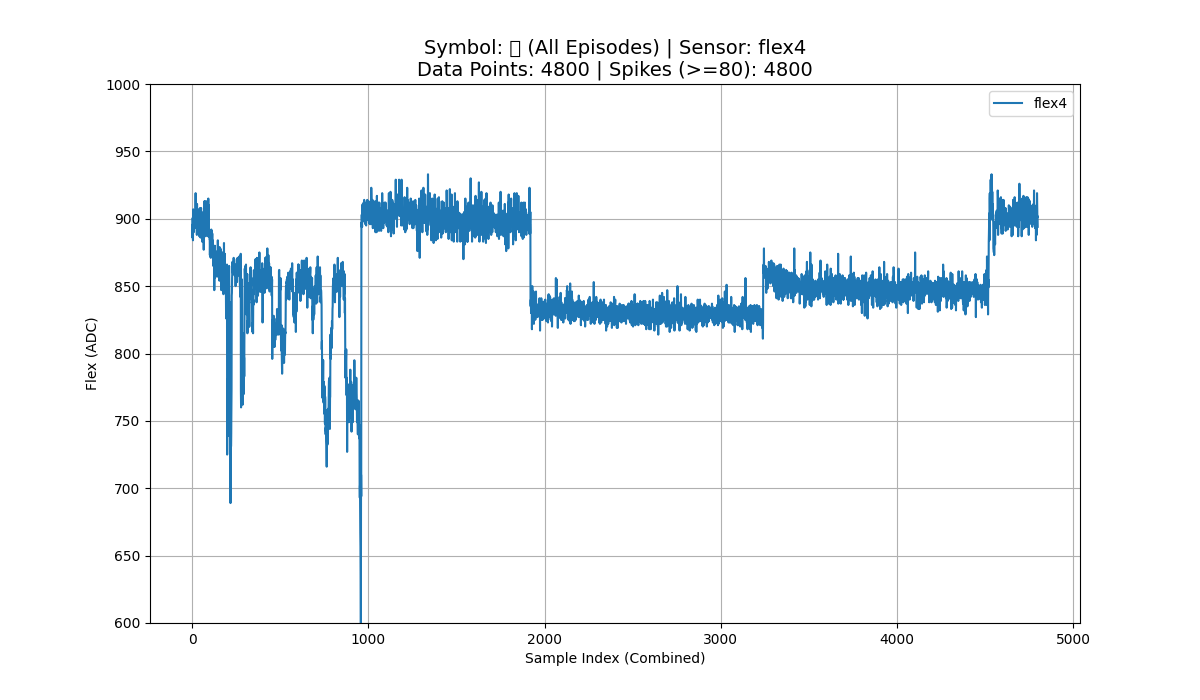 Symbol: (All Episodes) | Sensor: flex4
Data Points: 4800 | Spikes (>=80): 4800
flex4
1000
950
900
850
800
750
700
650
600
Flex (ADC)
0 1000 2000 3000 4000 5000
Sample Index (Combined)